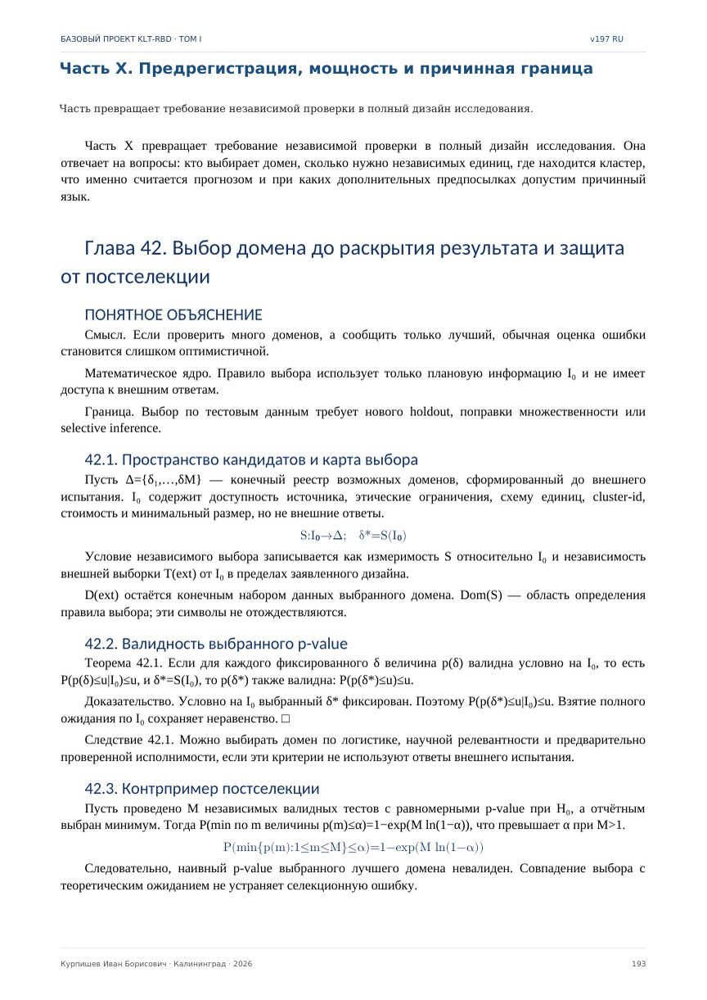 БАЗОВЫЙ ПРОЕКТ KLT-RBD · ТОМ I
v197 RU
Часть X. Предрегистрация, мощность и причинная граница
Часть превращает требование независимой проверки в полный дизайн исследования.
Часть X превращает требование независимой проверки в полный дизайн исследования. Она
отвечает на вопросы: кто выбирает домен, сколько нужно независимых единиц, где находится кластер,
что именно считается прогнозом и при каких дополнительных предпосылках допустим причинный
язык.
Глава 42. Выбор домена до раскрытия результата и защита
от постселекции
ПОНЯТНОЕ ОБЪЯСНЕНИЕ
Смысл. Если проверить много доменов, а сообщить только лучший, обычная оценка ошибки
становится слишком оптимистичной.
Математическое ядро. Правило выбора использует только плановую информацию I₀ и не имеет
доступа к внешним ответам.
Граница. Выбор по тестовым данным требует нового holdout, поправки множественности или
selective inference.
42.1. Пространство кандидатов и карта выбора
Пусть Δ={δ₁,…,δM} — конечный реестр возможных доменов, сформированный до внешнего
испытания. I₀ содержит доступность источника, этические ограничения, схему единиц, cluster-id,
стоимость и минимальный размер, но не внешние ответы.
S:I₀→Δ; δ*=S(I₀)
Условие независимого выбора записывается как измеримость S относительно I₀ и независимость
внешней выборки T(ext) от I₀ в пределах заявленного дизайна.
D(ext) остаётся конечным набором данных выбранного домена. Dom(S) — область определения
правила выбора; эти символы не отождествляются.
42.2. Валидность выбранного p-value
Теорема 42.1. Если для каждого фиксированного δ величина p(δ) валидна условно на I₀, то есть
P(p(δ)≤u|I₀)≤u, и δ*=S(I₀), то p(δ*) также валидна: P(p(δ*)≤u)≤u.
Доказательство. Условно на I₀ выбранный δ* фиксирован. Поэтому P(p(δ*)≤u|I₀)≤u. Взятие полного
ожидания по I₀ сохраняет неравенство. □
Следствие 42.1. Можно выбирать домен по логистике, научной релевантности и предварительно
проверенной исполнимости, если эти критерии не используют ответы внешнего испытания.
42.3. Контрпример постселекции
Пусть проведено M независимых валидных тестов с равномерными p-value при H₀, а отчётным
выбран минимум. Тогда P(min по m величины p(m)≤α)=1−exp(M ln(1−α)), что превышает α при M>1.
P(min{p(m):1≤m≤M}≤α)=1−exp(M ln(1−α))
Следовательно, наивный p-value выбранного лучшего домена невалиден. Совпадение выбора с
теоретическим ожиданием не устраняет селекционную ошибку.
Курпишев Иван Борисович · Калининград · 2026
193